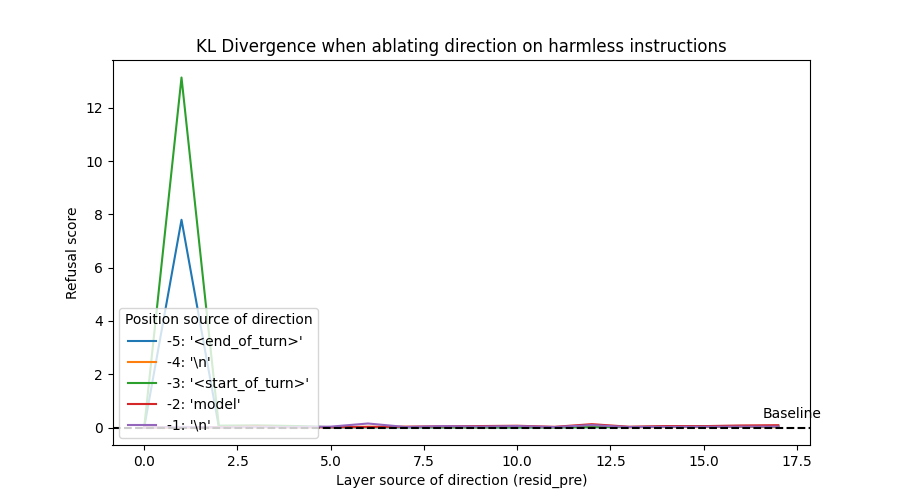 KL Divergence when ablating direction on harmless instructions
Refusal score
12
10
8
6
4
2
0
Position source of direction
-5: '<end_of_turn>'
-4: '\n'
-3: '<start_of_turn>'
-2: 'model'
-1: '\n'
Baseline
0.0 2.5 5.0 7.5 10.0 12.5 15.0 17.5
Layer source of direction (resid_pre)